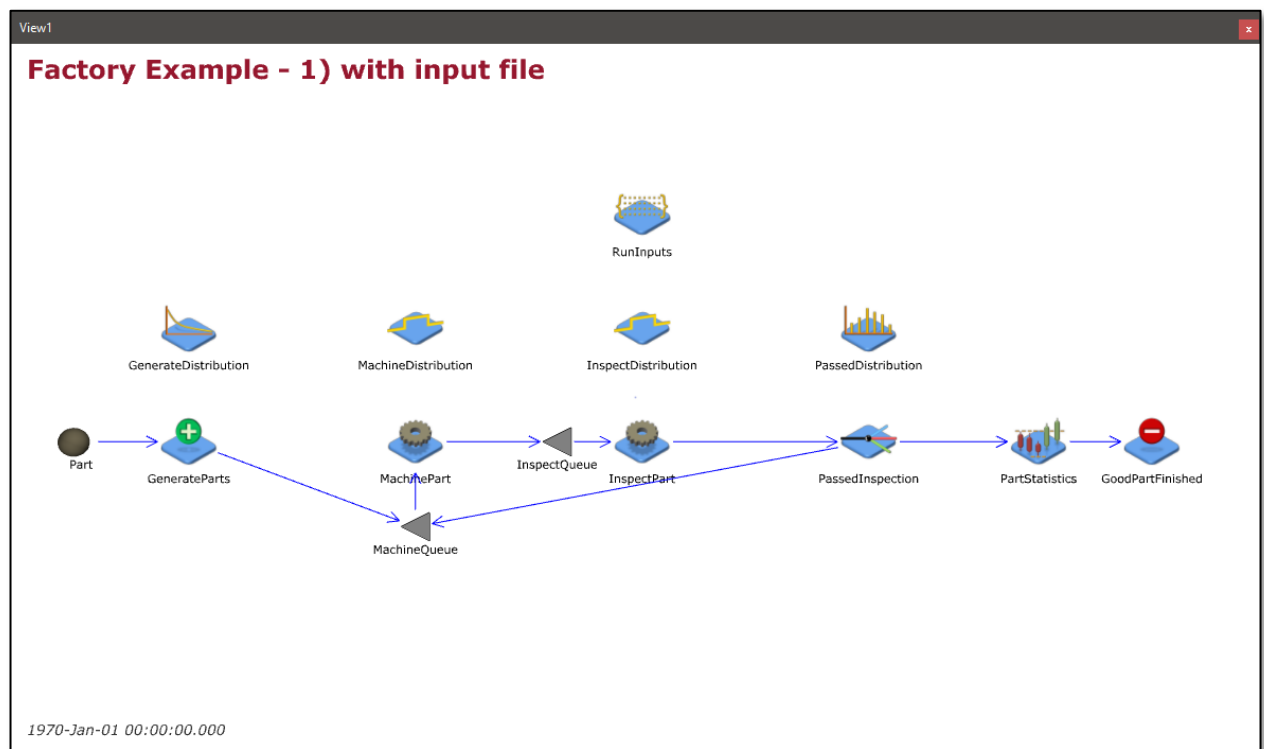 View1
x
Factory Example - 1) with input file
RunInputs
GenerateDistribution
MachineDistribution
InspectDistribution
PassedDistribution
Part
GenerateParts
MachinePart
InspectQueue
InspectPart
PassedInspection
PartStatistics
GoodPartFinished
MachineQueue
1970-Jan-01 00:00:00.000